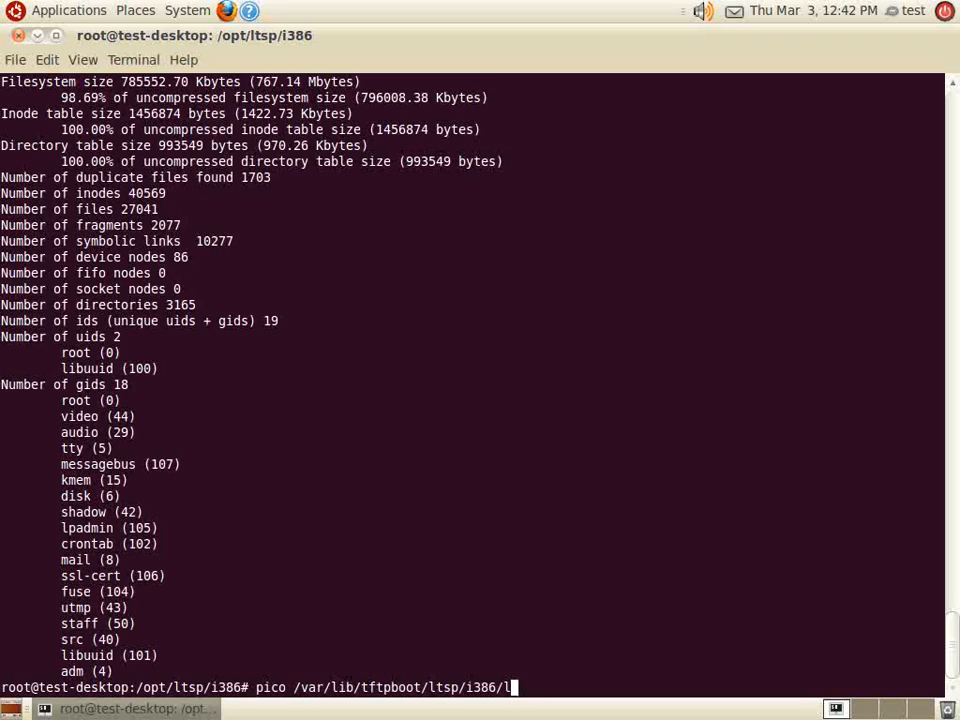 Applications Places System Thu Mar 3, 12:42 PM test
root@test-desktop: /opt/ltsp/i386
File Edit View Terminal Help
Filesystem size 785552.70 Kbytes (767.14 Mbytes)
98.69% of uncompressed filesystem size (796008.38 Kbytes)
Inode table size 1456874 bytes (1422.73 Kbytes)
100.00% of uncompressed inode table size (1456874 bytes)
Directory table size 993549 bytes (970.26 Kbytes)
100.00% of uncompressed directory table size (993549 bytes)
Number of duplicate files found 1703
Number of inodes 40569
Number of files 27041
Number of fragments 2077
Number of symbolic links  10277
Number of device nodes 86
Number of fifo nodes 0
Number of socket nodes 0
Number of directories 3165
Number of ids (unique uids + gids) 19
Number of uids 2
root (0)
libuuid (100)
Number of gids 18
root (0)
video (44)
audio (29)
tty (5)
messagebus (107)
kmem (15)
disk (6)
shadow (42)
lpadmin (105)
crontab (102)
mail (8)
ssl-cert (106)
fuse (104)
utmp (43)
staff (50)
src (40)
libuuid (101)
adm (4)
root@test-desktop:/opt/ltsp/i386# pico /var/lib/tftpboot/ltsp/i386/l
root@test-desktop: /opt...